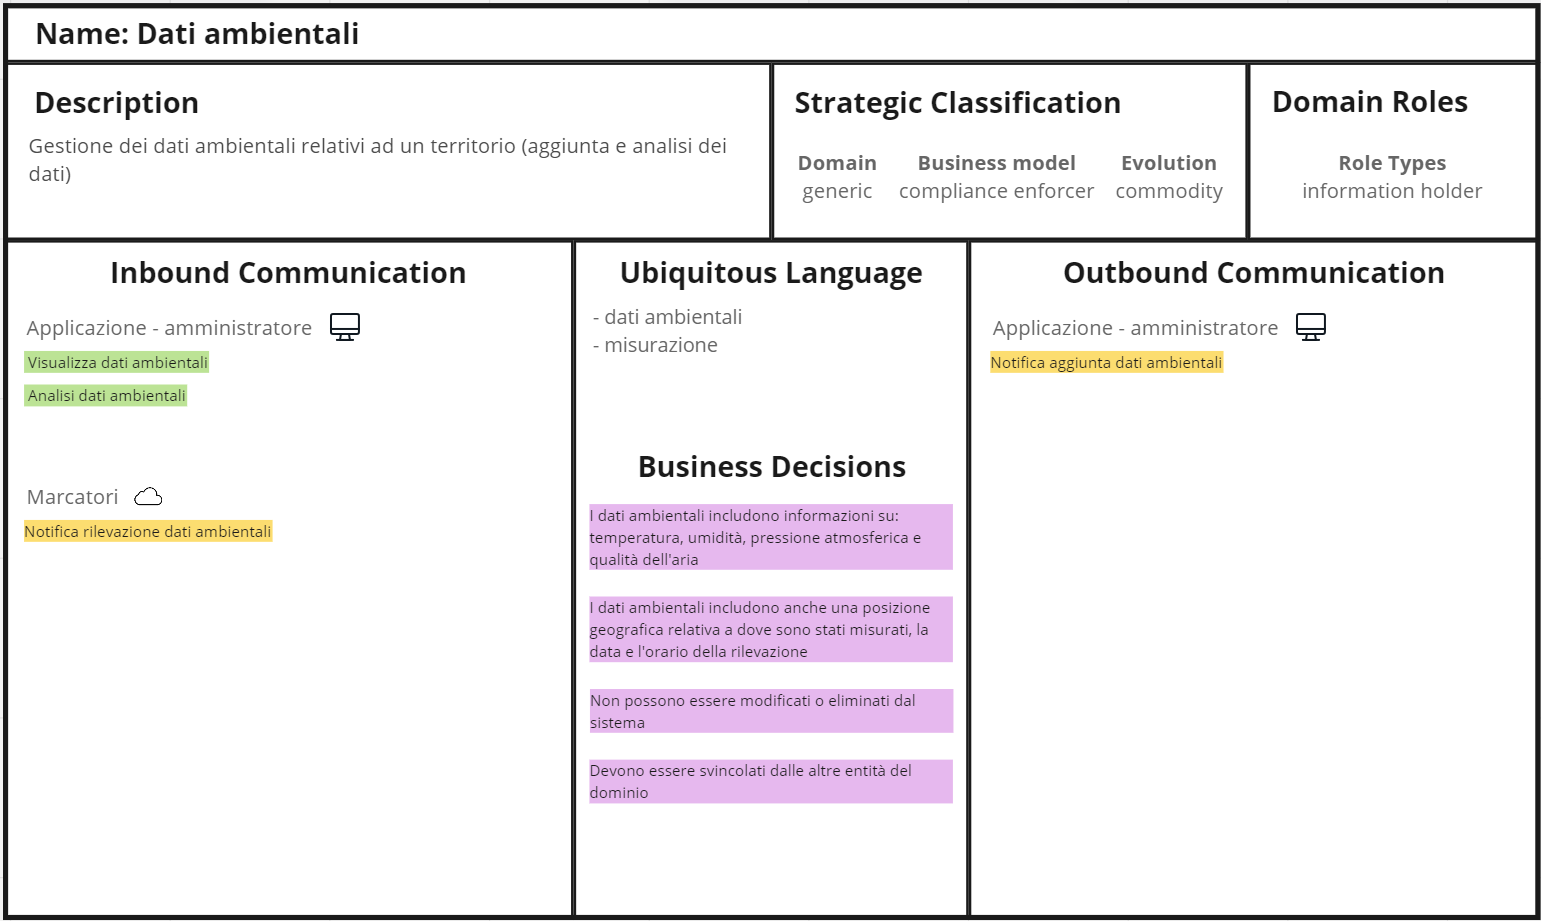 Name: Dati ambientali
Description
Gestione dei dati ambientali relativi ad un territorio (aggiunta e analisi dei
dati)
Strategic Classification
Domain
generic
Business model
compliance enforcer
Evolution
commodity
Domain Roles
Role Types
information holder
Inbound Communication
Applicazione - amministratore
Visualizza dati ambientali
Analisi dati ambientali
Marcatori
Notifica rilevazione dati ambientali
Ubiquitous Language
- dati ambientali
- misurazione
Business Decisions
I dati ambientali includono informazioni su:
temperatura, umidità, pressione atmosferica e
qualità dell'aria
I dati ambientali includono anche una posizione
geografica relativa a dove sono stati misurati, la
data e l'orario della rilevazione
Non possono essere modificati o eliminati dal
sistema
Devono essere svincolati dalle altre entità del
dominio
Outbound Communication
Applicazione - amministratore
Notifica aggiunta dati ambientali